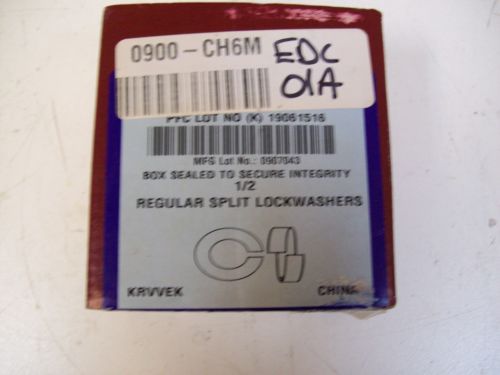 0900-CH6M
EDC
01A
PFC LOT NO (K) 19061516
MFG Lot No.: 0907043
BOX SEALED TO SECURE INTEGRITY
1/2
REGULAR SPLIT LOCKWASHERS
KRVVEK
CHINA